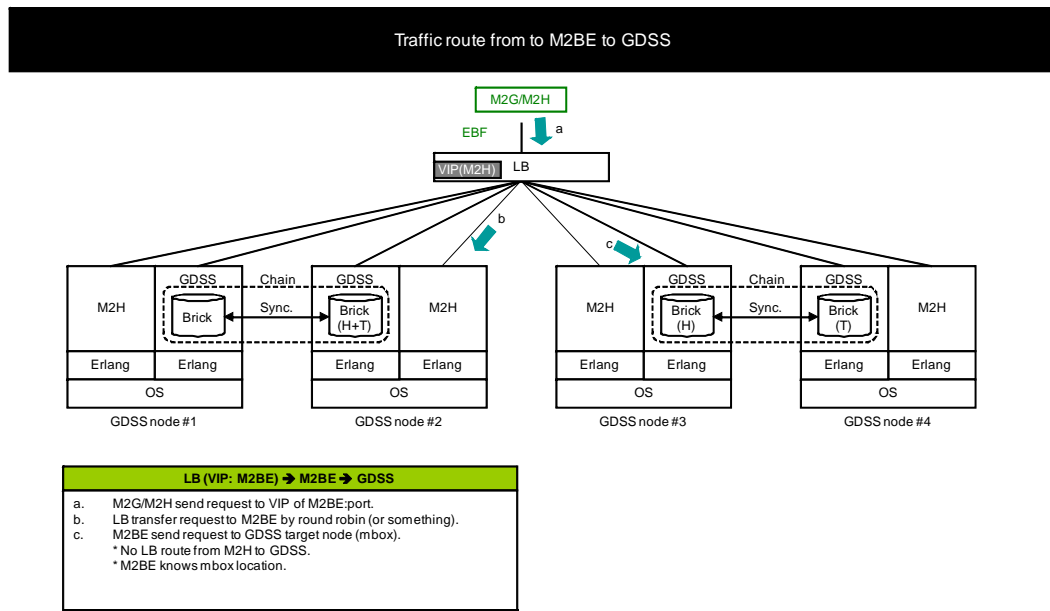 Traffic route from to M2BE to GDSS
M2G/M2H
EBF
a
VIP(M2H)
LB
b
c
M2H
GDSS
Chain
GDSS
M2H
Brick
Sync.
Brick
(H+T)
Erlang
Erlang
Erlang
Erlang
OS
OS
GDSS node #1
GDSS node #2
M2H
GDSS
Chain
GDSS
M2H
Brick
(H)
Sync.
Brick
(T)
Erlang
Erlang
Erlang
Erlang
OS
OS
GDSS node #3
GDSS node #4
LB (VIP: M2BE) ➔ M2BE ➔ GDSS
a. M2G/M2H send request to VIP of M2BE:port.
b. LB transfer request to M2BE by round robin (or something).
c. M2BE send request to GDSS target node (mbox).
* No LB route from M2H to GDSS.
* M2BE knows mbox location.